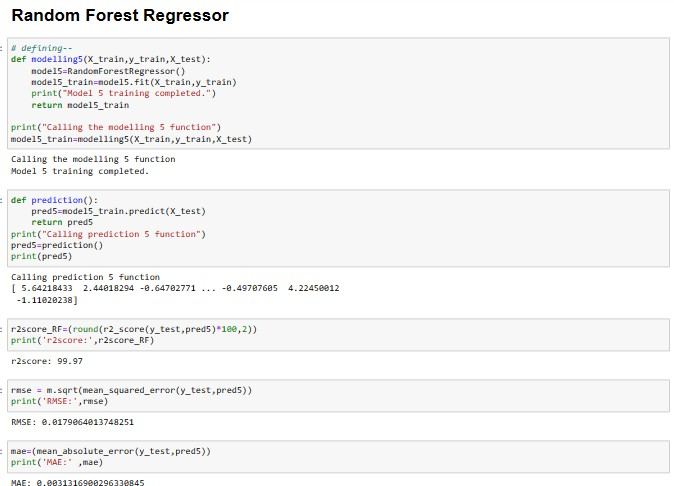 Random Forest Regressor
: # defining--
def modelling5(X_train,y_train,X_test):
    model5=RandomForestRegressor()
    model5_train=model5.fit(X_train,y_train)
    print("Model 5 training completed.")
    return model5_train
print("Calling the modelling 5 function")
model5_train=modelling5(X_train,y_train,X_test)
Calling the modelling 5 function
Model 5 training completed.
: def prediction():
    pred5=model5_train.predict(X_test)
    return pred5
print("Calling prediction 5 function")
pred5=prediction()
print(pred5)
Calling prediction 5 function
[ 5.64218433  2.44018294 -0.64702771 ... -0.49707605  4.22450012
 -1.11020238]
: r2score_RF=(round(r2_score(y_test,pred5)*100,2))
print('r2score:',r2score_RF)
r2score: 99.97
: rmse = m.sqrt(mean_squared_error(y_test,pred5))
print('RMSE:',rmse)
RMSE: 0.0179064013748251
: mae=(mean_absolute_error(y_test,pred5))
print('MAE:' ,mae)
MAE: 0.0031316900296330845